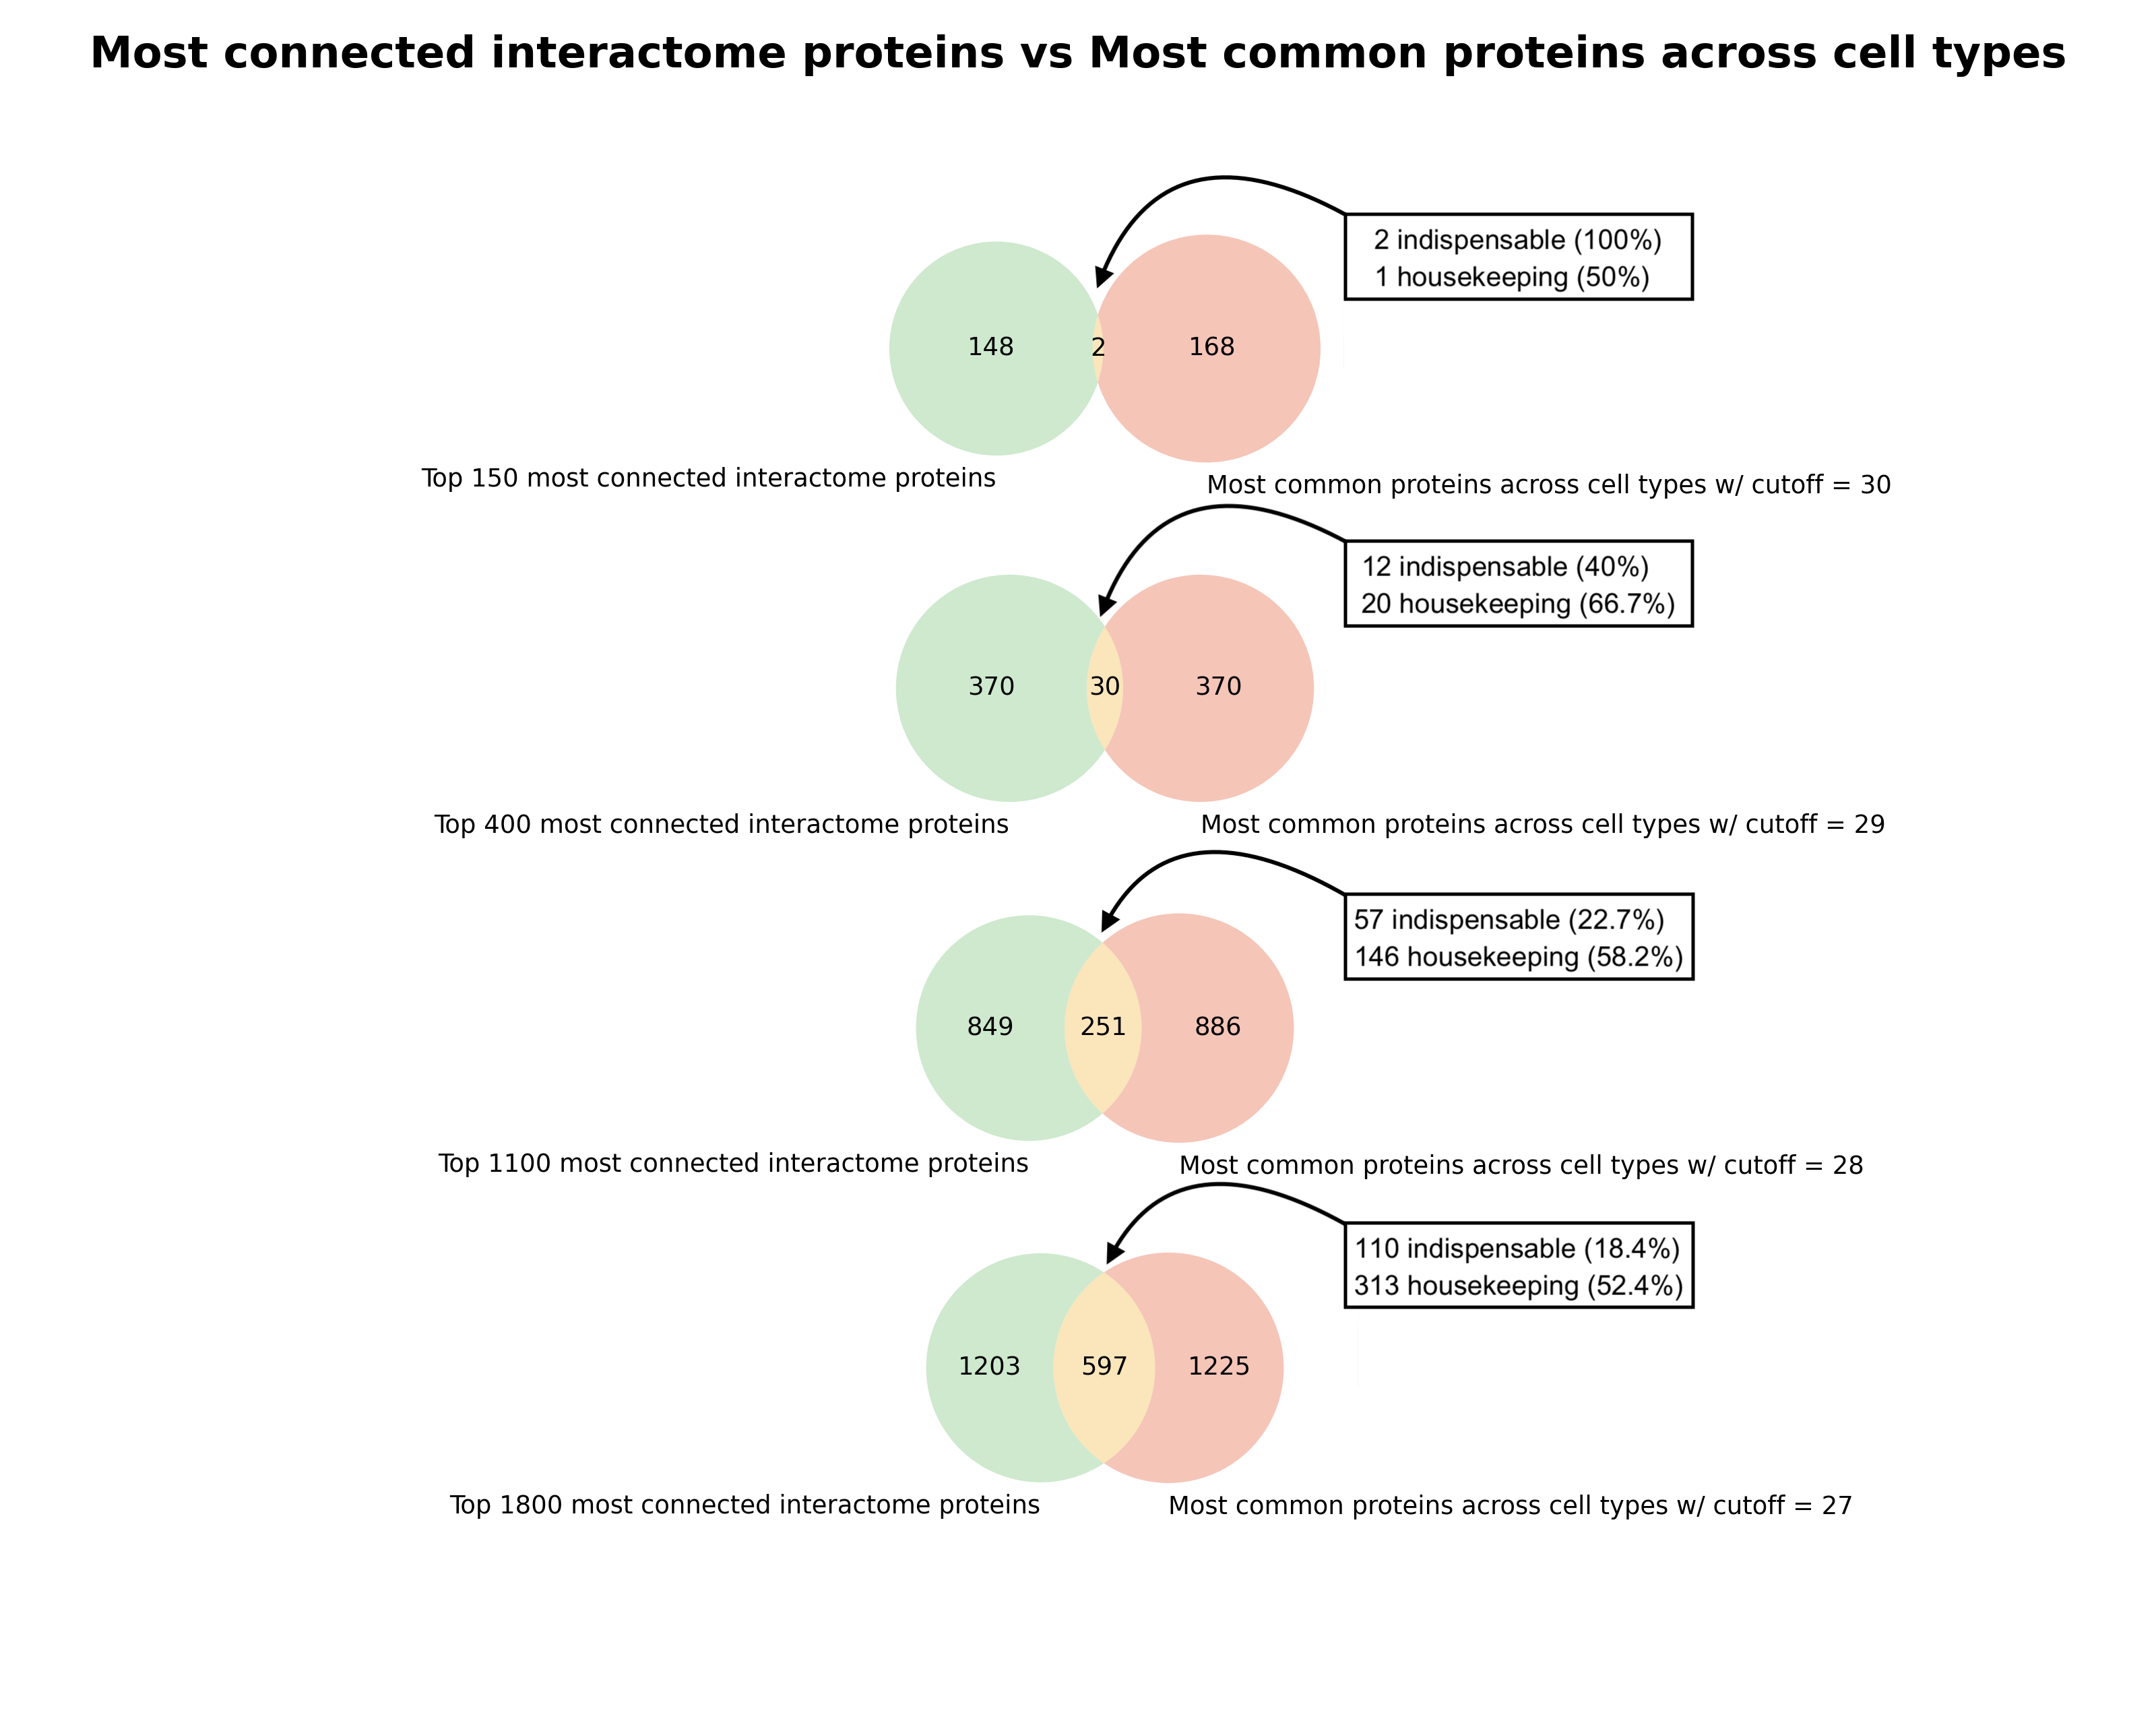 Most connected interactome proteins vs Most common proteins across cell types
2 indispensable (100%)
1 housekeeping (50%)
148
2
168
Top 150 most connected interactome proteins
Most common proteins across cell types w/ cutoff = 30
12 indispensable (40%)
20 housekeeping (66.7%)
370
30
370
Top 400 most connected interactome proteins
Most common proteins across cell types w/ cutoff = 29
57 indispensable (22.7%)
146 housekeeping (58.2%)
849
251
886
Top 1100 most connected interactome proteins
Most common proteins across cell types w/ cutoff = 28
110 indispensable (18.4%)
313 housekeeping (52.4%)
1203
597
1225
Top 1800 most connected interactome proteins
Most common proteins across cell types w/ cutoff = 27